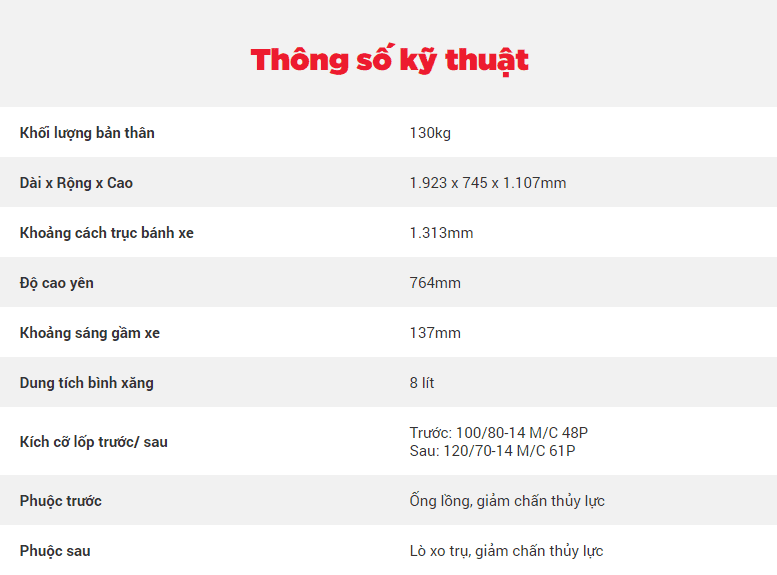 Thông số kỹ thuật
Khối lượng bản thân 130kg
Dài x Rộng x Cao 1.923 x 745 x 1.107mm
Khoảng cách trục bánh xe 1.313mm
Độ cao yên 764mm
Khoảng sáng gầm xe 137mm
Dung tích bình xăng 8 lít
Kích cỡ lốp trước/ sau Trước: 100/80-14 M/C 48P
Sau: 120/70-14 M/C 61P
Phuộc trước Ống lồng, giảm chấn thủy lực
Phuộc sau Lò xo trụ, giảm chấn thủy lực